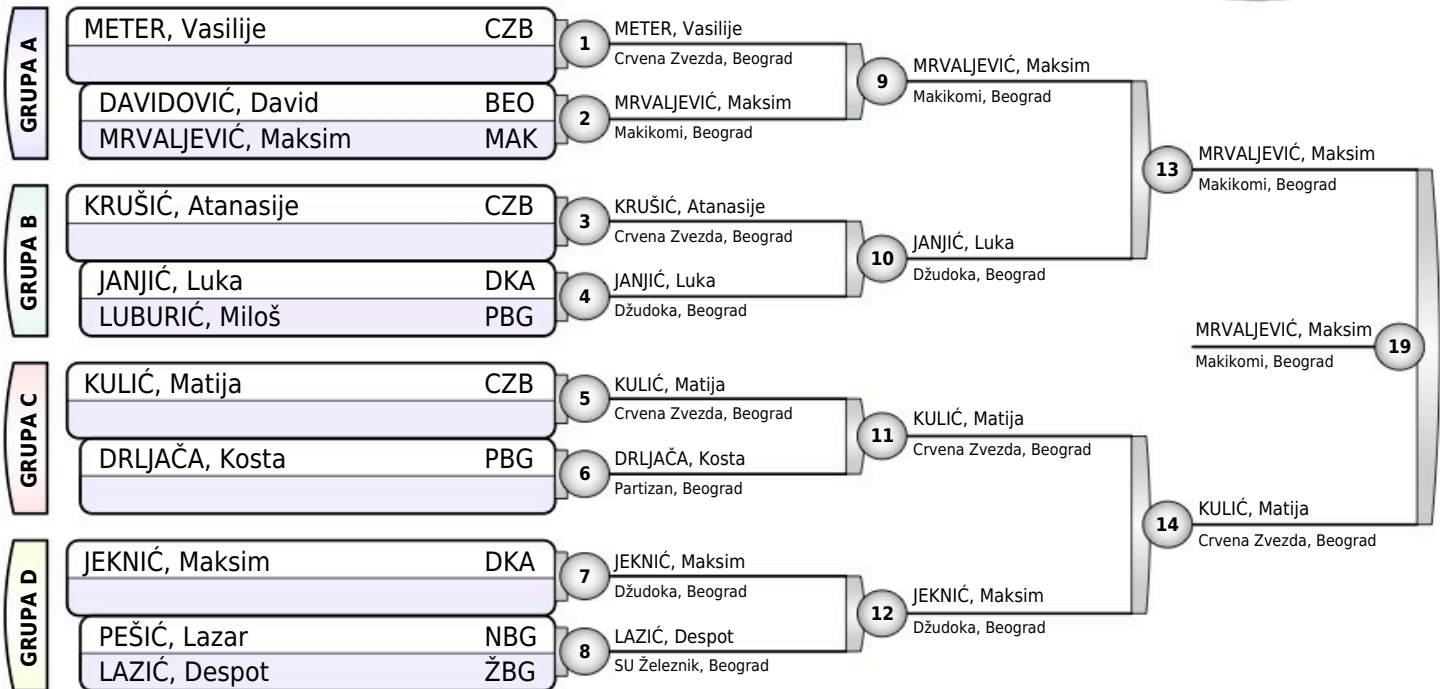 GRUPA A
METER, Vasilije CZB
DAVIDOVIĆ, David BEO
MRVALJEVIĆ, Maksim MAK
1
METER, Vasilije
Crvena Zvezda, Beograd
2
MRVALJEVIĆ, Maksim
Makikomi, Beograd
9
MRVALJEVIĆ, Maksim
Makikomi, Beograd
GRUPA B
KRUŠIĆ, Atanasije CZB
JANJIĆ, Luka DKA
LUBURIĆ, Miloš PBG
3
KRUŠIĆ, Atanasije
Crvena Zvezda, Beograd
4
JANJIĆ, Luka
Džudoka, Beograd
10
JANJIĆ, Luka
Džudoka, Beograd
13
MRVALJEVIĆ, Maksim
Makikomi, Beograd
GRUPA C
KULIĆ, Matija CZB
DRLJAČA, Kosta PBG
5
KULIĆ, Matija
Crvena Zvezda, Beograd
6
DRLJAČA, Kosta
Partizan, Beograd
11
KULIĆ, Matija
Crvena Zvezda, Beograd
GRUPA D
JEKNIĆ, Maksim DKA
PEŠIĆ, Lazar NBG
LAZIĆ, Despot ŽBG
7
JEKNIĆ, Maksim
Džudoka, Beograd
8
LAZIĆ, Despot
SU Železnik, Beograd
12
JEKNIĆ, Maksim
Džudoka, Beograd
14
KULIĆ, Matija
Crvena Zvezda, Beograd
MRVALJEVIĆ, Maksim
Makikomi, Beograd
19